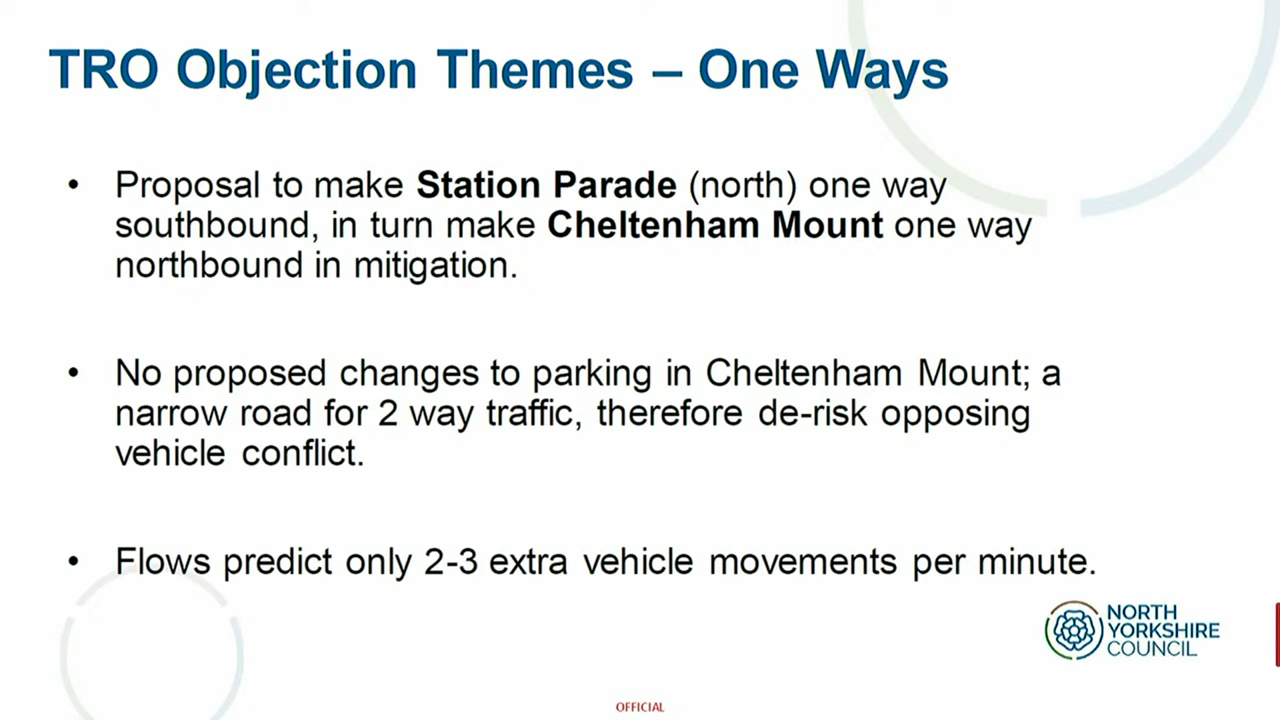 TRO Objection Themes – One Ways
• Proposal to make Station Parade (north) one way
southbound, in turn make Cheltenham Mount one way
northbound in mitigation.
• No proposed changes to parking in Cheltenham Mount; a
narrow road for 2 way traffic, therefore de-risk opposing
vehicle conflict.
• Flows predict only 2-3 extra vehicle movements per minute.
NORTH
YORKSHIRE
COUNCIL
OFFICIAL